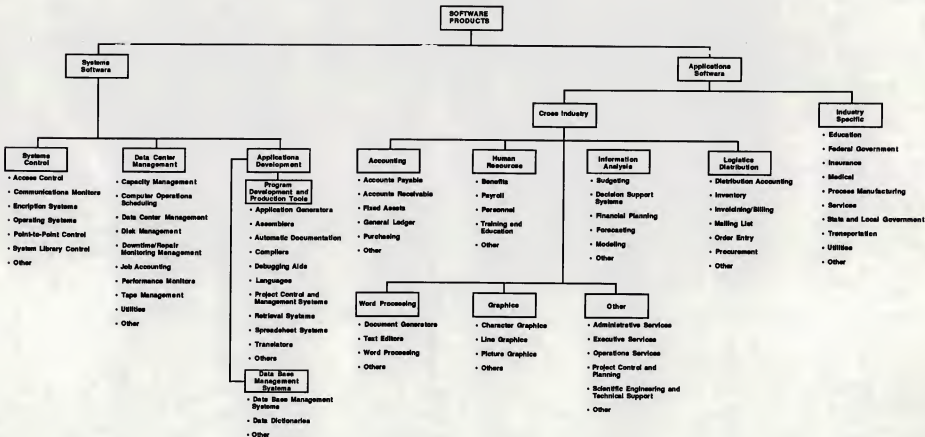 SOFTWARE
PRODUCTS
Systems
Software
Applications
Software
Cross Industry
Industry
Specific
• Education
• Federal Government
• Insurance
• Medical
• Process Manufacturing
• Services
• State and Local Government
• Transportation
• Utilities
• Other
Systems
Control
• Access Control
• Communications Monitors
• Encription Systems
• Operating Systems
• Point-to-Point Control
• System Library Control
• Other
Data Center
Management
• Capacity Management
• Computer Operations
Scheduling
• Data Center Management
• Disk Management
• Downtime/Repair
Monitoring Management
• Job Accounting
• Performance Monitors
• Tape Management
• Utilities
• Other
Applications
Development
Program
Development and
Production Tools
• Application Generators
• Assemblers
• Automatic Documentation
• Compilers
• Debugging Aids
• Languages
• Project Control and
Management Systems
• Retrieval Systems
• Spreadsheet Systems
• Translators
• Others
Data Base
Management
Systems
• Data Base Management
Systems
• Data Dictionaries
• Other
Accounting
• Accounts Payable
• Accounts Receivable
• Fixed Assets
• General Ledger
• Purchasing
• Other
Human
Resources
• Benefits
• Payroll
• Personnel
• Training and
Education
• Other
Information
Analysis
• Budgeting
• Decision Support
Systems
• Financial Planning
• Forecasting
• Modeling
• Other
Logistics
Distribution
• Distribution Accounting
• Inventory
• Invoicining/Billing
• Mailing List
• Order Entry
• Procurement
• Other
Word Processing
• Document Generators
• Text Editors
• Word Processing
• Others
Graphics
• Character Graphics
• Line Graphics
• Picture Graphics
• Others
Other
• Administrative Services
• Executive Services
• Operations Services
• Project Control and
Planning
• Scientific Engineering and
Technical Support
• Other